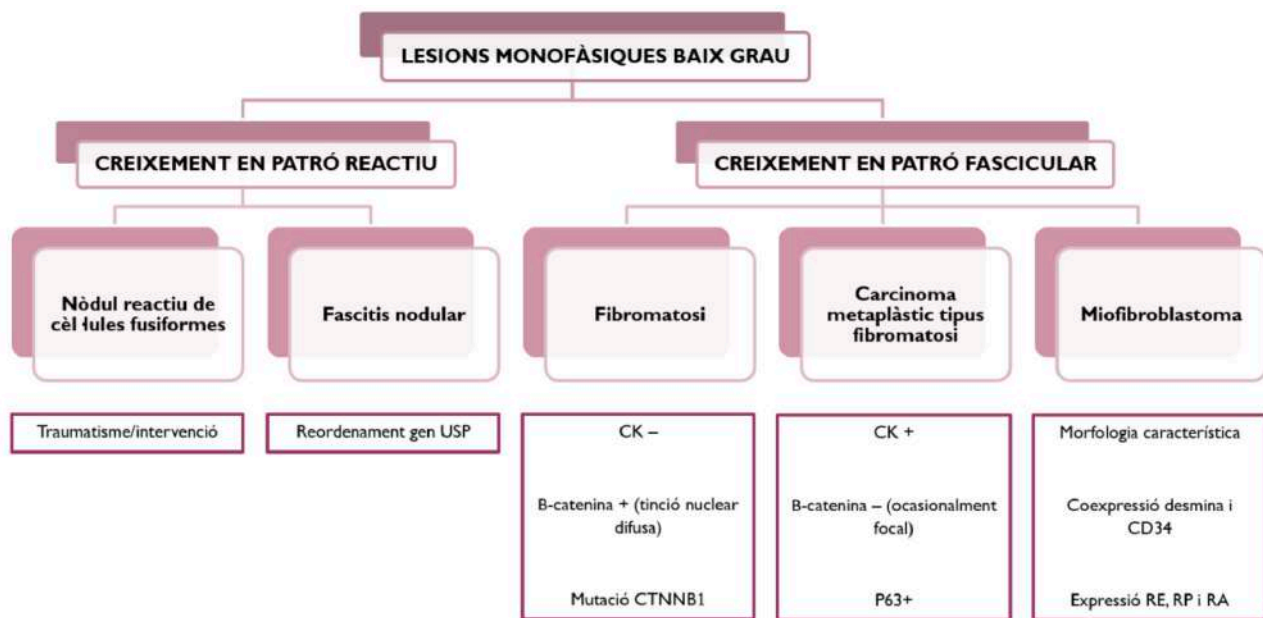 LESIONS MONOFÀSIQUES BAIX GRAU
CREIXEMENT EN PATRÓ REACTIU
CREIXEMENT EN PATRÓ FASCICULAR
Nòdul reactiu de
cèl·lules fusiformes
Fascitis nodular
Fibromatosi
Carcinoma
metaplàstic tipus
fibromatosi
Miofibroblastoma
Traumatisme/intervenció
Reordenament gen USP
CK –
B-catenina + (tinció nuclear
difusa)
Mutació CTNNB1
CK +
B-catenina – (ocasionalment
focal)
P63+
Morfologia característica
Coexpressió desmina i
CD34
Expressió RE, RP i RA